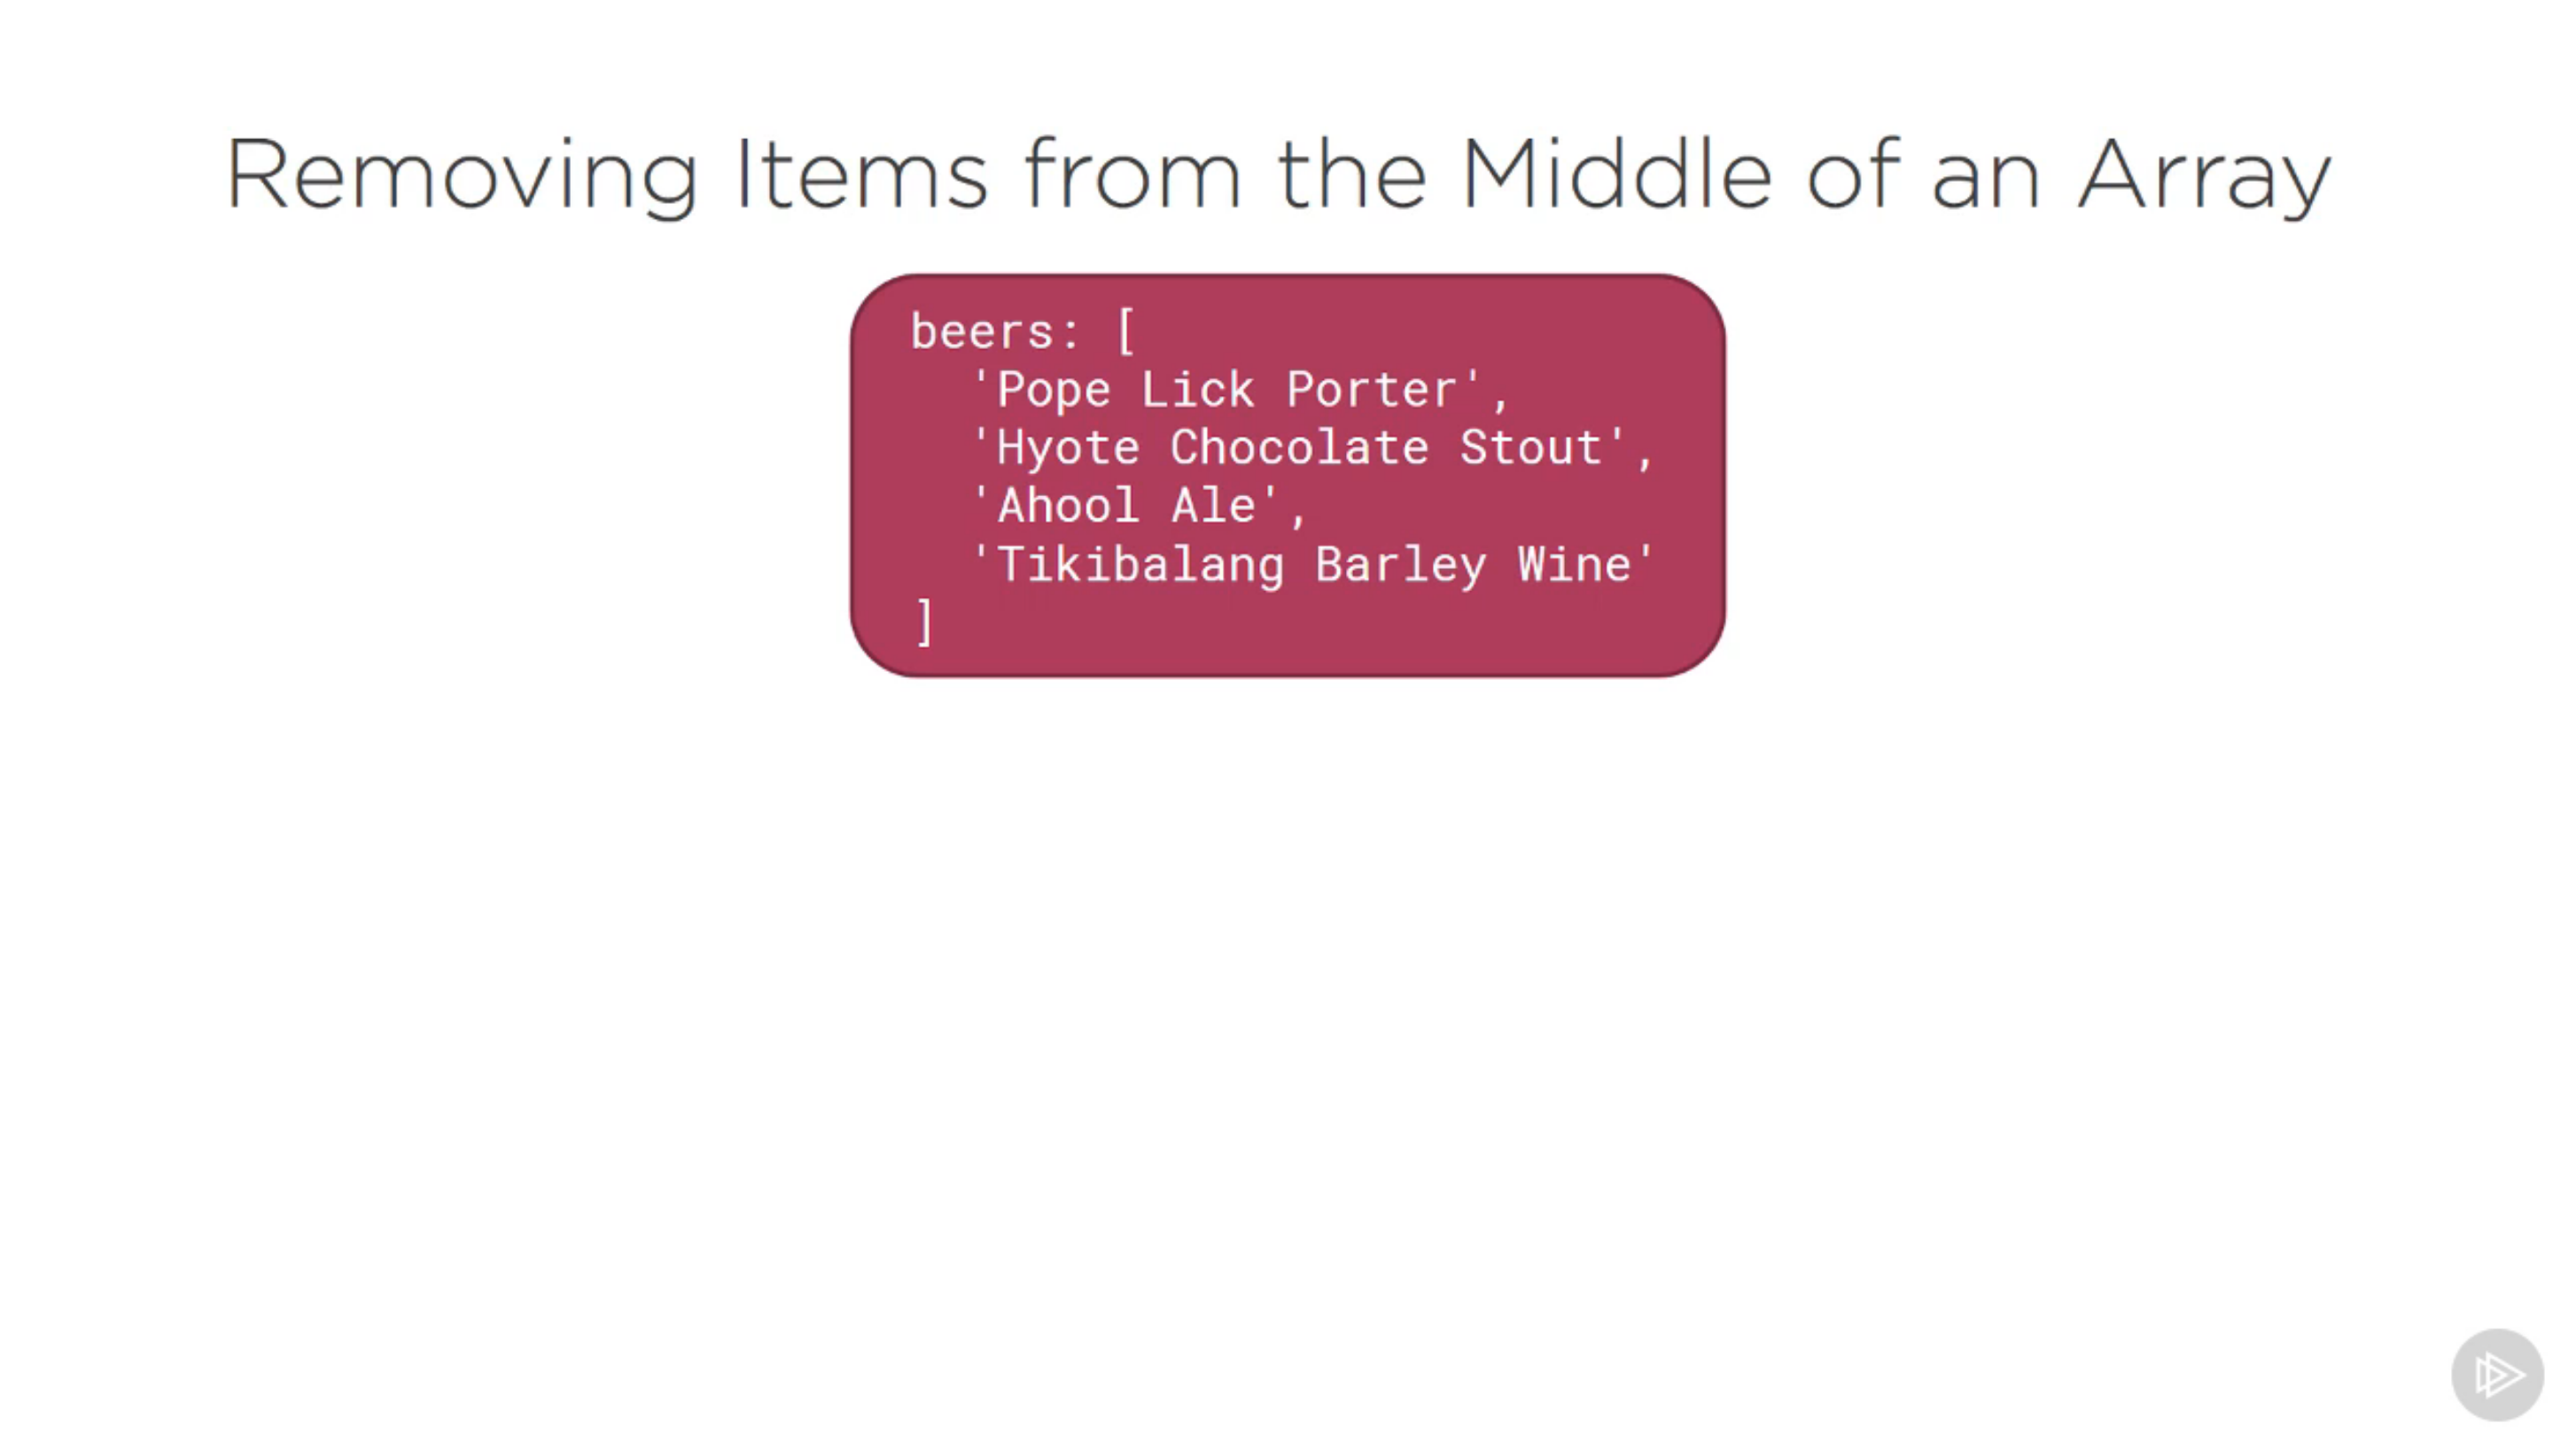 Removing Items from the Middle of an Array
beers: [
'Pope Lick Porter',
'Hyote Chocolate Stout',
'Ahool Ale',
'Tikibalang Barley Wine'
]